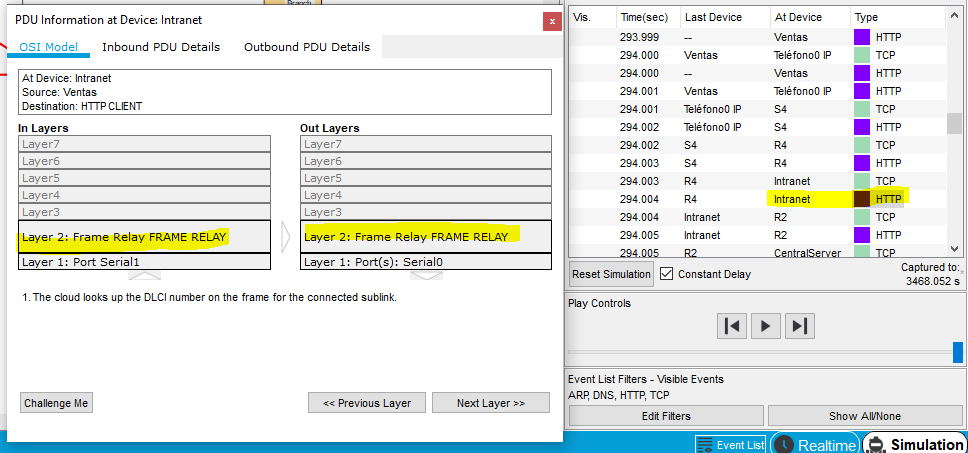 Branch
PDU Information at Device: Intranet
x
OSI Model
Inbound PDU Details
Outbound PDU Details
At Device: Intranet
Source: Ventas
Destination: HTTP CLIENT
In Layers
Layer7
Layer6
Layer5
Layer4
Layer3
Layer 2: Frame Relay FRAME RELAY
Layer 1: Port Serial1
Out Layers
Layer7
Layer6
Layer5
Layer4
Layer3
Layer 2: Frame Relay FRAME RELAY
Layer 1: Port(s): Serial0
1. The cloud looks up the DLCI number on the frame for the connected sublink.
Challenge Me
<< Previous Layer
Next Layer >>
Vis. Time(sec) Last Device At Device Type
293.999 -- Ventas HTTP
294.000 Ventas Teléfono0 IP TCP
294.000 -- Ventas HTTP
294.001 Ventas Teléfono0 IP HTTP
294.001 Teléfono0 IP S4 TCP
294.002 Teléfono0 IP S4 HTTP
294.002 S4 R4 TCP
294.003 S4 R4 HTTP
294.003 R4 Intranet TCP
294.004 R4 Intranet HTTP
294.004 Intranet R2 TCP
294.005 Intranet R2 HTTP
294.005 R2 CentralServer TCP
Reset Simulation
Constant Delay
Captured to:
3468.052 s
Play Controls
Event List Filters - Visible Events
ARP, DNS, HTTP, TCP
Edit Filters
Show All/None
Event List
Realtime
Simulation